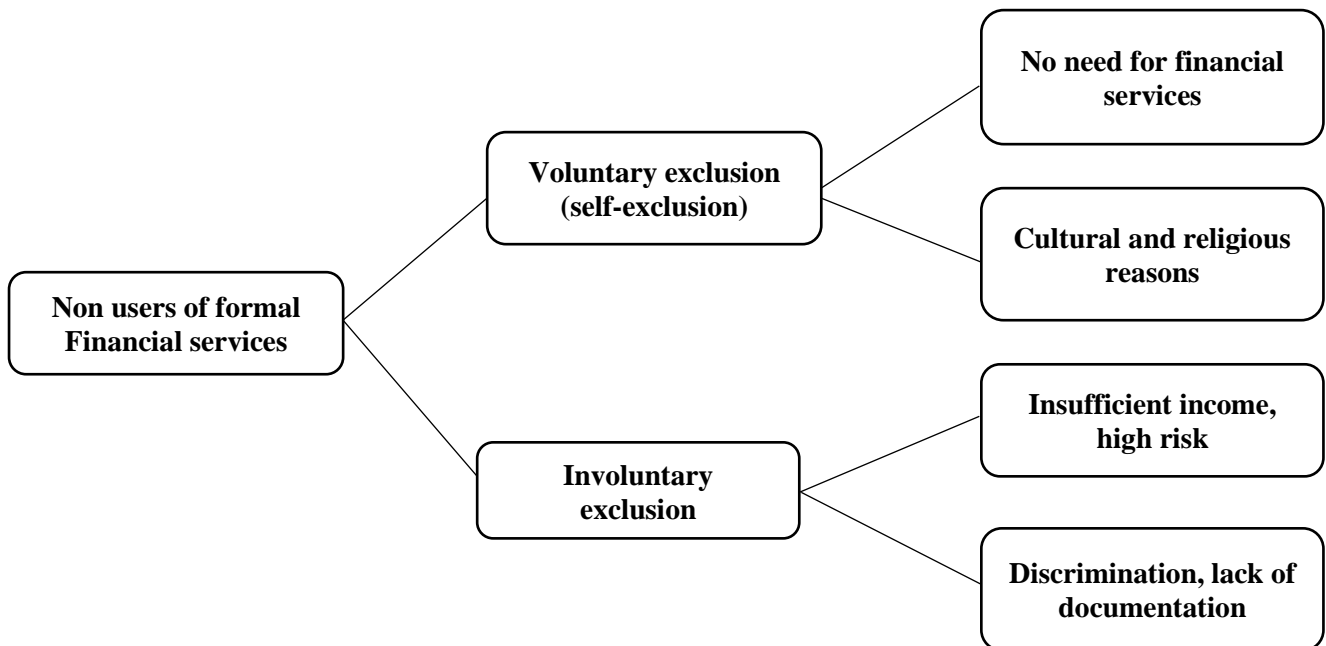 No need for financial
services
Voluntary exclusion
(self-exclusion)
Cultural and religious
reasons
Non users of formal
Financial services
Insufficient income,
high risk
Involuntary
exclusion
Discrimination, lack of
documentation